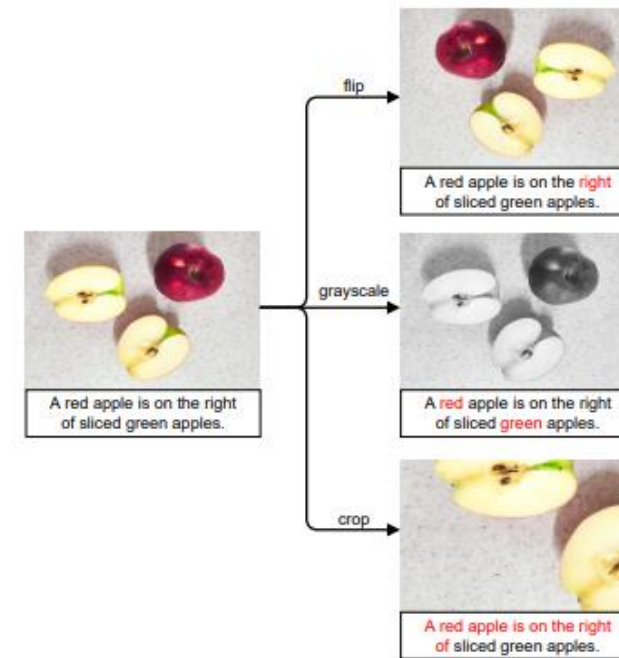 flip
A red apple is on the right
of sliced green apples.
grayscale
A red apple is on the right
of sliced green apples.
A red apple is on the right
of sliced green apples.
crop
A red apple is on the right
of sliced green apples.